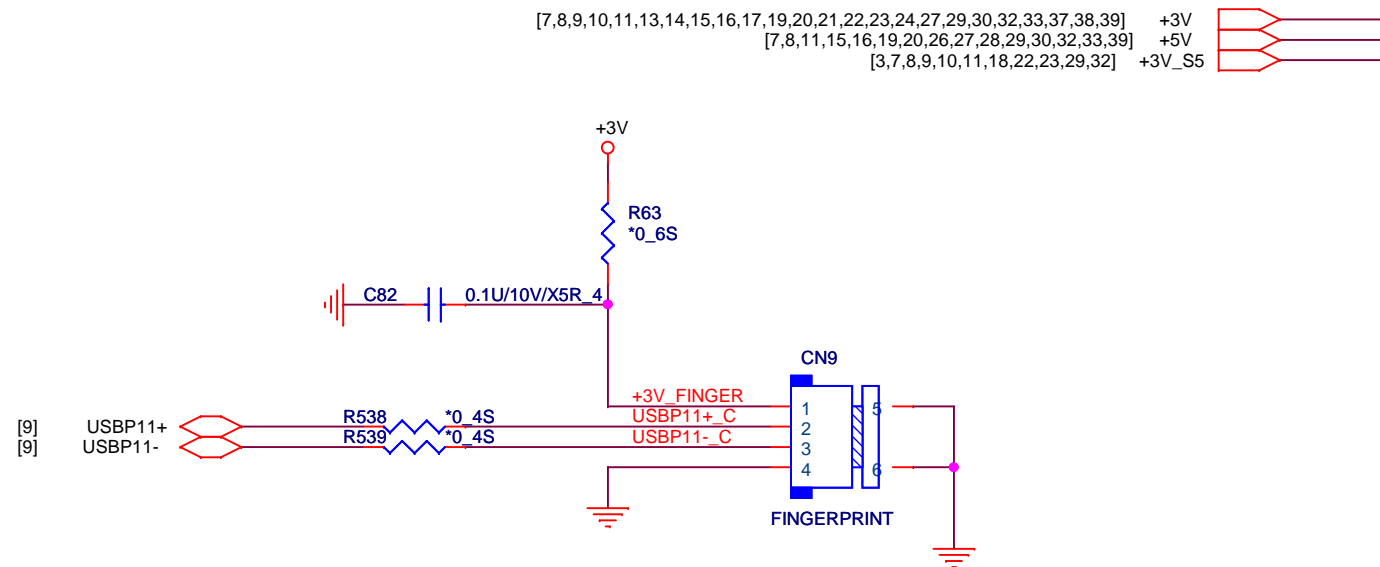 [7,8,9,10,11,13,14,15,16,17,19,20,21,22,23,24,27,29,30,32,33,37,38,39] +3V
[7,8,11,15,16,19,20,26,27,28,29,30,32,33,39] +5V
[3,7,8,9,10,11,18,22,23,29,32] +3V_S5
+3V
R63
*0_6S
C82 0.1U/10V/X5R_4
CN9
+3V_FINGER 1 5
[9] USBP11+ R538 *0_4S USBP11+_C 2
[9] USBP11- R539 *0_4S USBP11-_C 3
4 6
FINGERPRINT